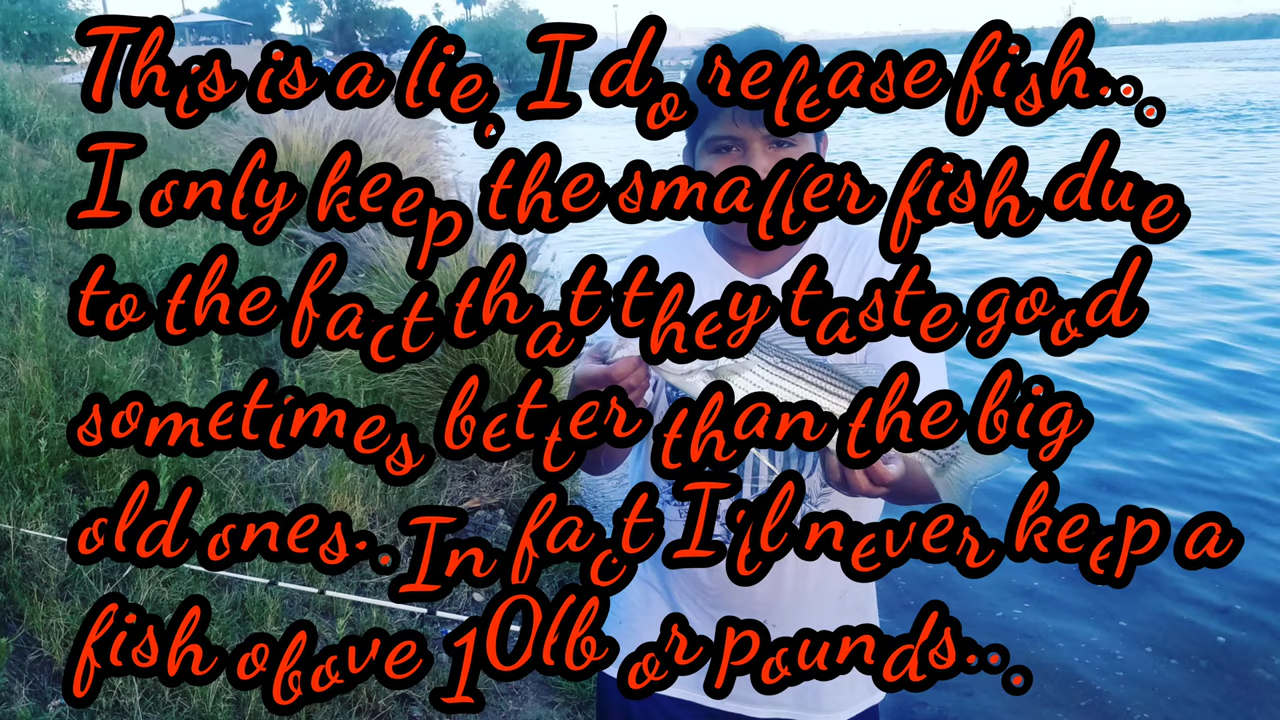 This is a lie, I do release fish...
I only keep the smaller fish due
to the fact that they taste good
sometimes better than the big
old ones.. In fact I'll never keep a
fish obove 10lb or pounds...